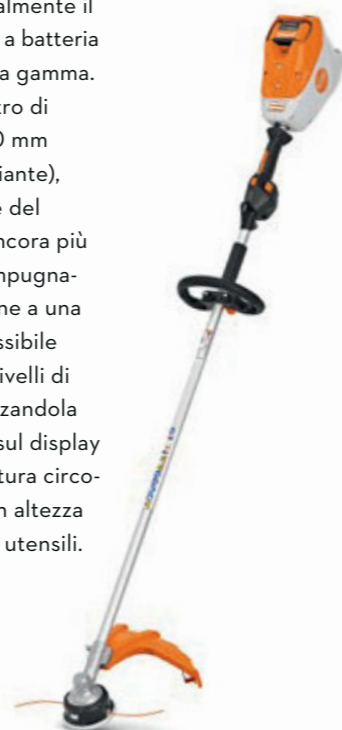 almente il
a batteria
a gamma.
tro di
0 mm
iante),
e del
ncora più
mpugna-
ne a una
ssibile
ivelli di
zandola
sul display
tura circo-
n altezza
utensili.